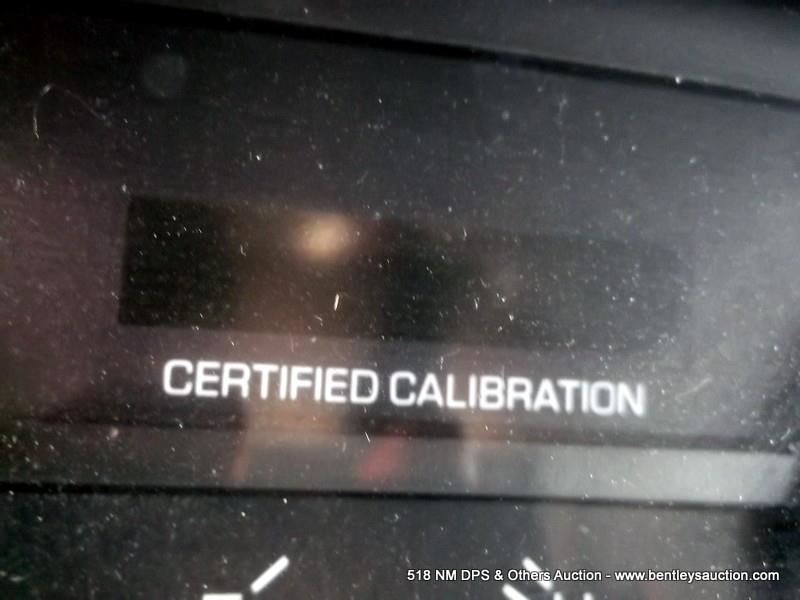 CERTIFIED CALIBRATION
518 NM DPS & Others Auction - www.bentleysauction.com